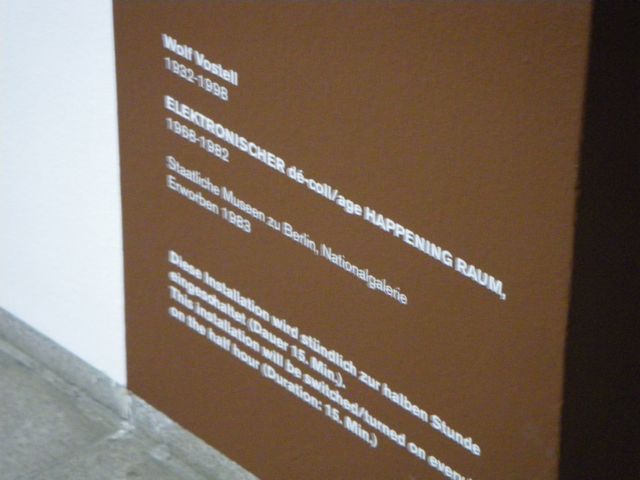 Wolf Vostell
1932-1998
ELEKTRONISCHER dé-coll/age HAPPENING RAUM,
1968-1982
Staatliche Museen zu Berlin, Nationalgalerie
Erworben 1983
Diese Installation wird stündlich zur halben Stunde
eingeschaltet (Dauer 15. Min.).
This installation will be switched/turned on every
on the half hour (Duration: 15. Min.)